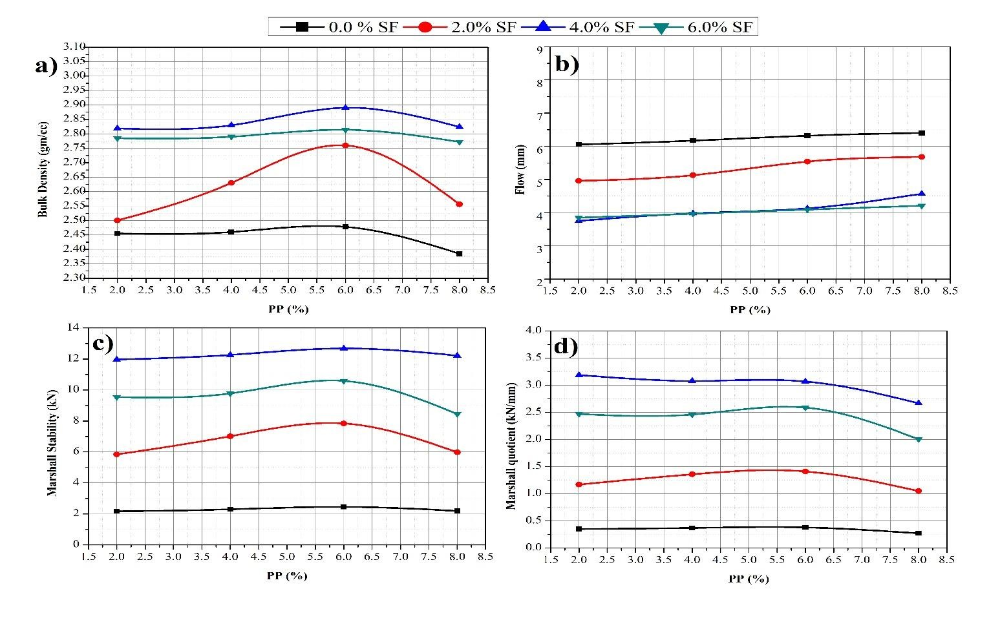 0.0 % SF 2.0% SF 4.0% SF 6.0% SF
a)
3.10
3.05
3.00
2.95
2.90
2.85
2.80
2.75
2.70
2.65
2.60
2.55
2.50
2.45
2.40
2.35
2.30
Bulk Density (gm/cc)
1.5 2.0 2.5 3.0 3.5 4.0 4.5 5.0 5.5 6.0 6.5 7.0 7.5 8.0 8.5
PP (%)
b)
9
8
7
6
5
4
3
2
Flow (mm)
1.5 2.0 2.5 3.0 3.5 4.0 4.5 5.0 5.5 6.0 6.5 7.0 7.5 8.0 8.5
PP (%)
c)
14
12
10
8
6
4
2
0
Marshall Stability (kN)
1.5 2.0 2.5 3.0 3.5 4.0 4.5 5.0 5.5 6.0 6.5 7.0 7.5 8.0 8.5
PP (%)
d)
4.0
3.5
3.0
2.5
2.0
1.5
1.0
0.5
0.0
Marshall quotient (kN/mm)
1.5 2.0 2.5 3.0 3.5 4.0 4.5 5.0 5.5 6.0 6.5 7.0 7.5 8.0 8.5
PP (%)